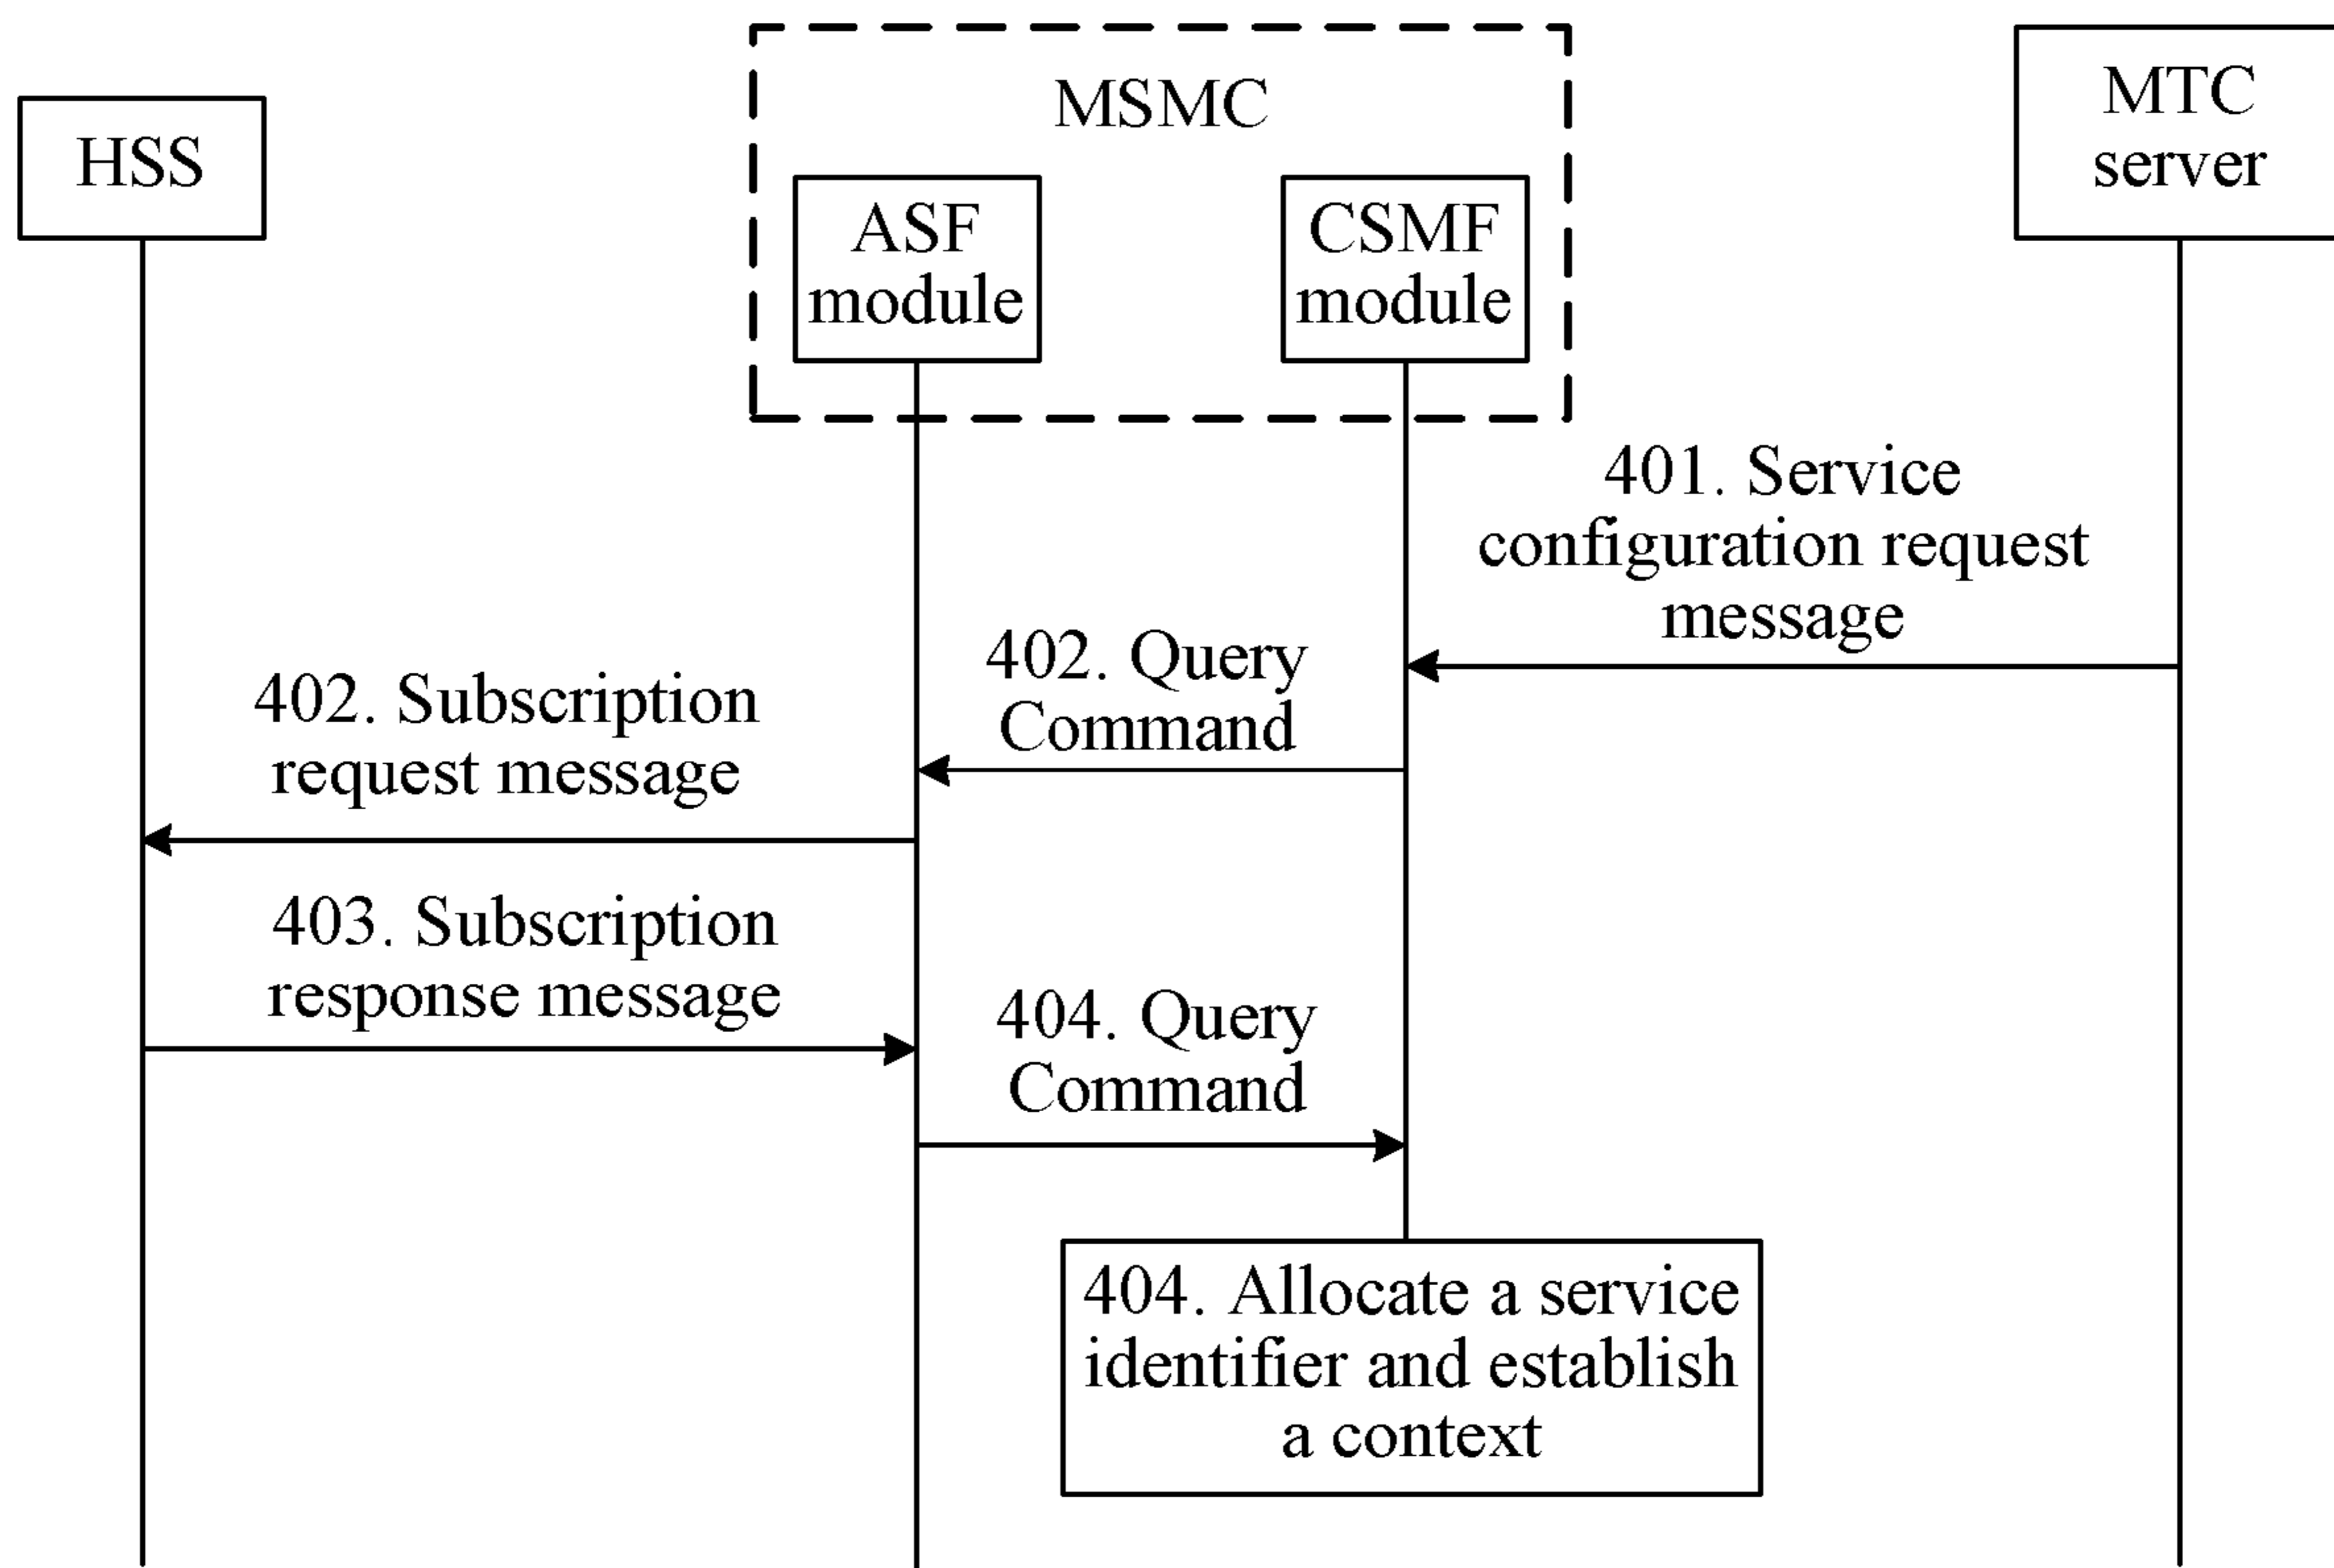 HSS
MSMC
ASF
module
CSMF
module
MTC
server
401. Service
configuration request
message
402. Query
Command
402. Subscription
request message
403. Subscription
response message
404. Query
Command
404. Allocate a service
identifier and establish
a context